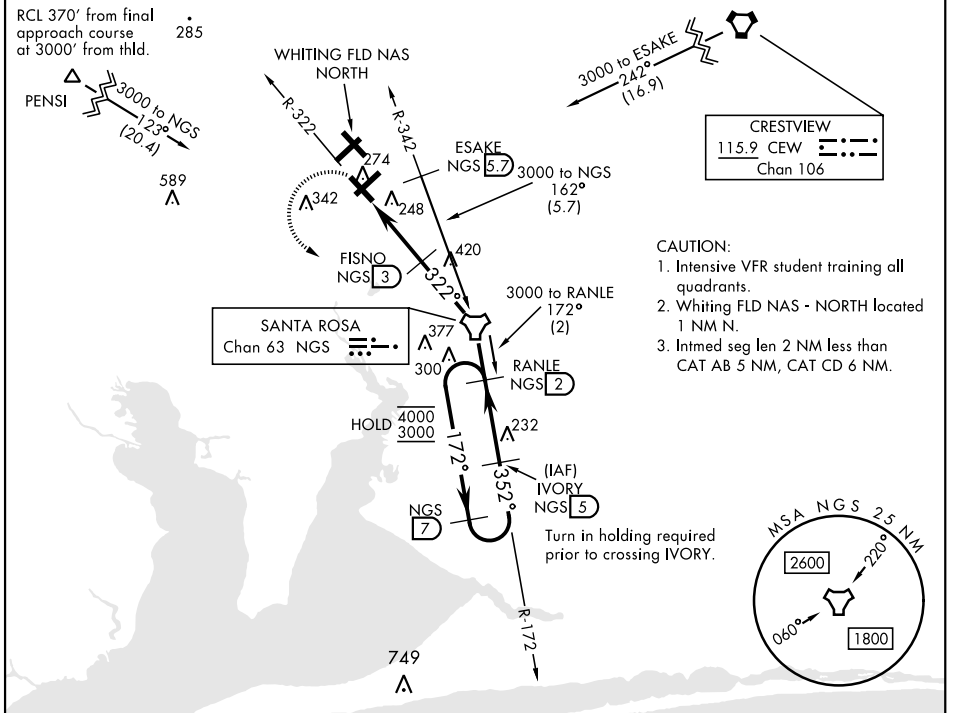 RCL 370' from final
approach course
at 3000' from thld.
285
PENSI
3000 to NGS
123°
(20.4)
589
WHITING FLD NAS
NORTH
R-322
R-342
274
342
248
ESAKE
NGS 5.7
3000 to NGS
162°
(5.7)
3000 to ESAKE
242°
(16.9)
CRESTVIEW
115.9 CEW
Chan 106
FISNO
NGS 3
420
322°
SANTA ROSA
Chan 63 NGS
377
300
3000 to RANLE
172°
(2)
RANLE
NGS 2
HOLD 4000
3000
232
172°
352°
(IAF)
IVORY
NGS 5
NGS
7
Turn in holding required
prior to crossing IVORY.
R-172
749
CAUTION:
1. Intensive VFR student training all
quadrants.
2. Whiting FLD NAS - NORTH located
1 NM N.
3. Intmed seg len 2 NM less than
CAT AB 5 NM, CAT CD 6 NM.
MSA NGS 25 NM
2600
220°
060°
1800